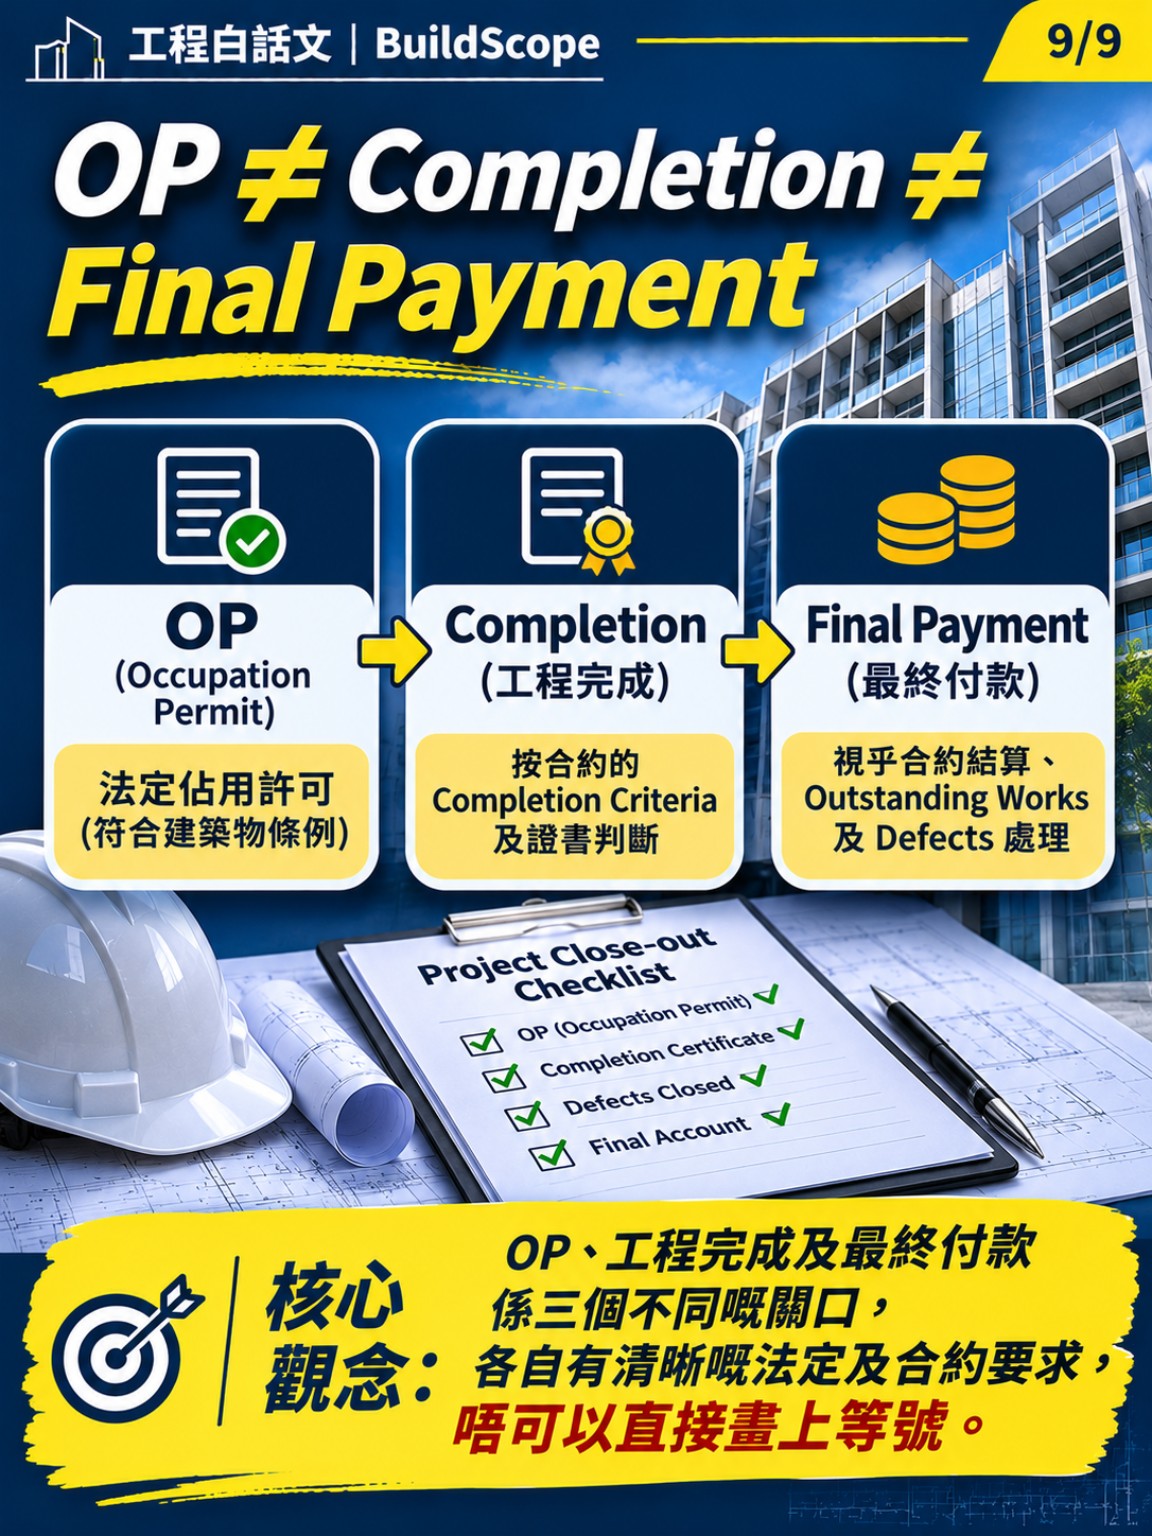 工程白話文 | BuildScope
9/9
OP ≠ Completion ≠
Final Payment
OP
(Occupation
Permit)
法定佔用許可
(符合建築物條例)
Completion
(工程完成)
按合約的
Completion Criteria
及證書判斷
Final Payment
(最終付款)
視乎合約結算、
Outstanding Works
及 Defects 處理
Project Close-out
Checklist
OP (Occupation Permit)
Completion Certificate
Defects Closed
Final Account
核心
觀念：
OP、工程完成及最終付款
係三個不同嘅關口，
各自有清晰嘅法定及合約要求，
唔可以直接畫上等號。